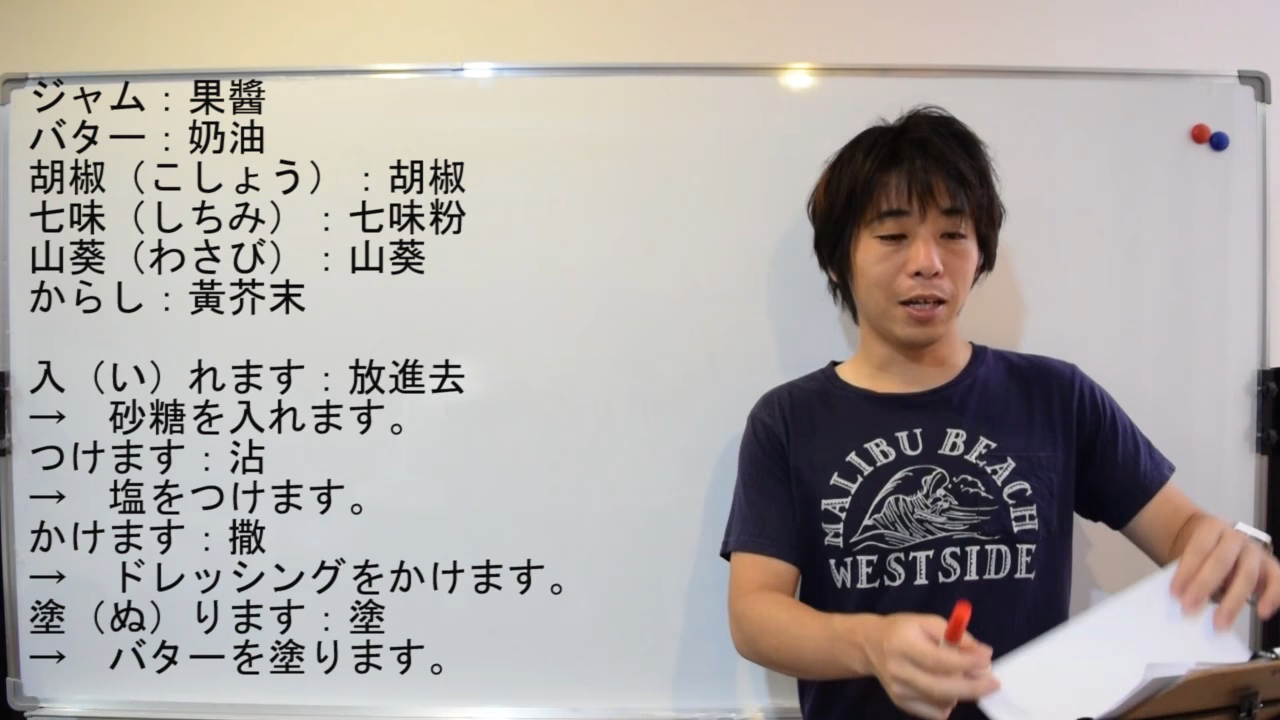 ジャム：果醬
バター：奶油
胡椒（こしょう）：胡椒
七味（しちみ）：七味粉
山葵（わさび）：山葵
からし：黃芥末
入（い）れます：放進去
→　砂糖を入れます。
つけます：沾
→　塩をつけます。
かけます：撒
→　ドレッシングをかけます。
塗（ぬ）ります：塗
→　バターを塗ります。
MALIBU BEACH
WESTSIDE